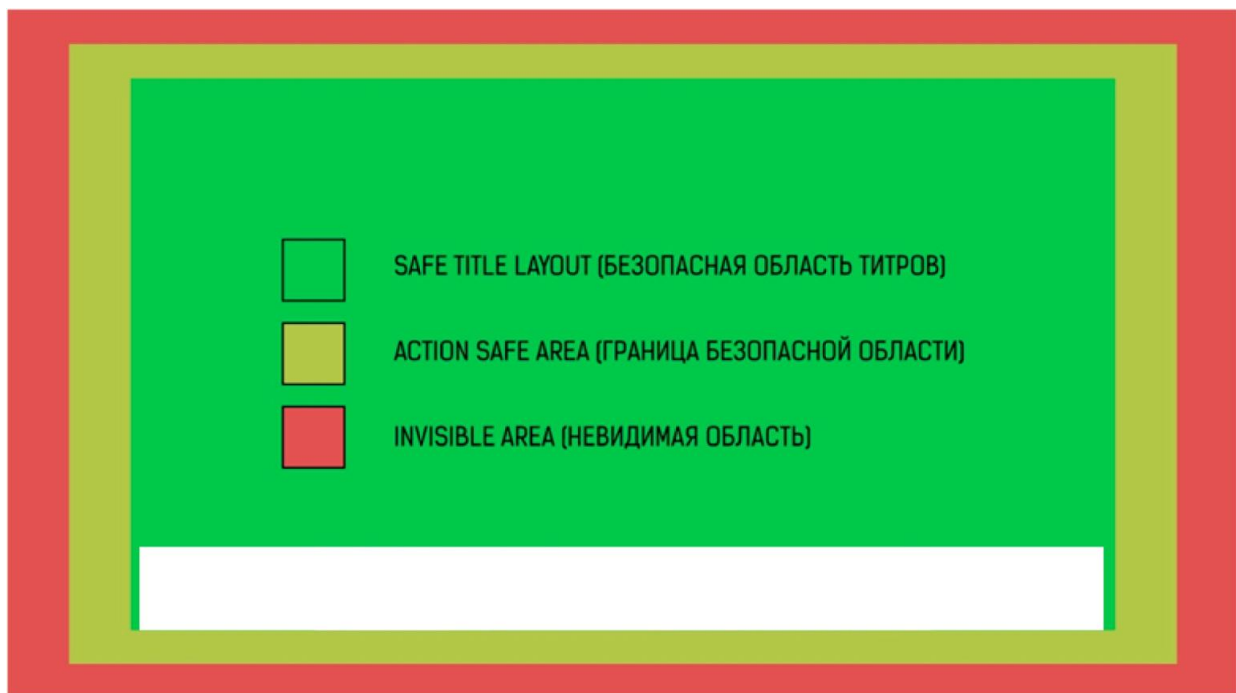 SAFE TITLE LAYOUT (БЕЗОПАСНАЯ ОБЛАСТЬ ТИТРОВ)
ACTION SAFE AREA (ГРАНИЦА БЕЗОПАСНОЙ ОБЛАСТИ)
INVISIBLE AREA (НЕВИДИМАЯ ОБЛАСТЬ)